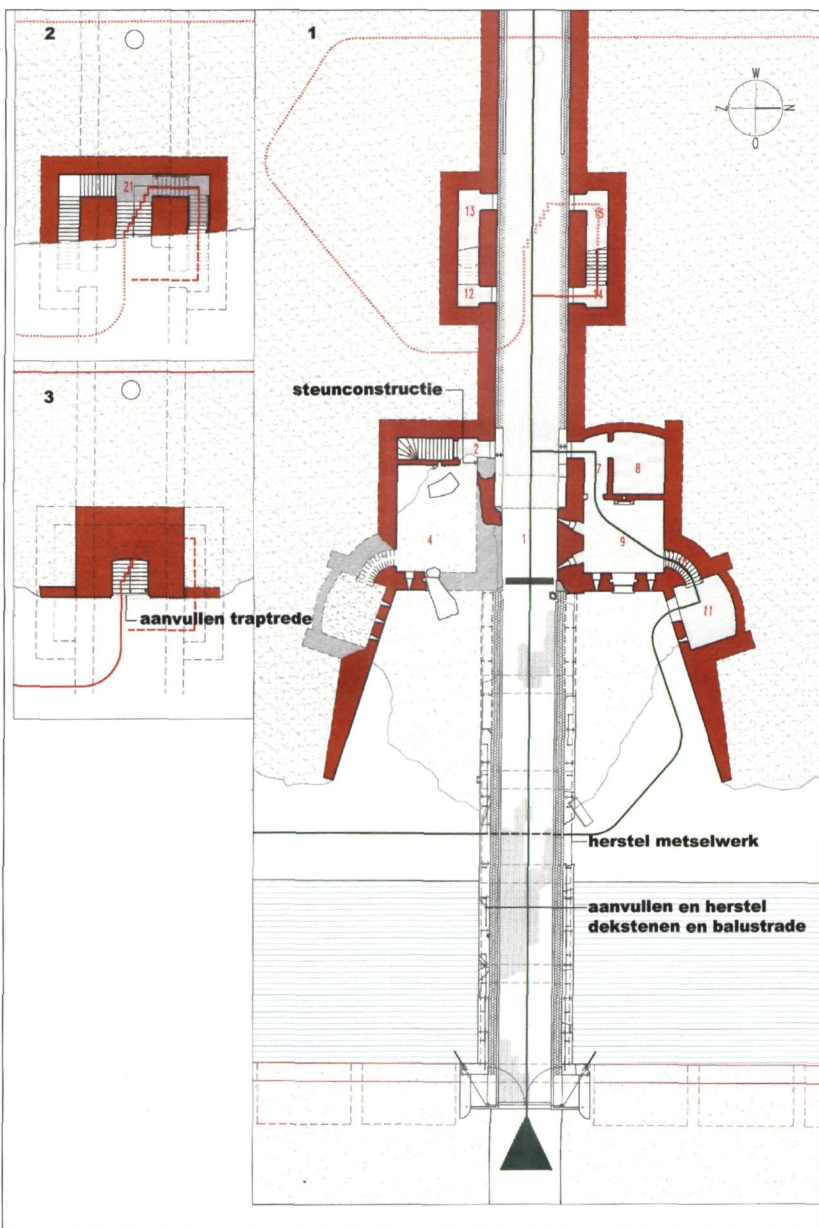 2
1
W
Z
N
O
21
13
15
12
14
3
steunconstructie
2
7
8
4
1
9
11
aanvullen traptrede
herstel metselwerk
aanvullen en herstel
dekstenen en balustrade